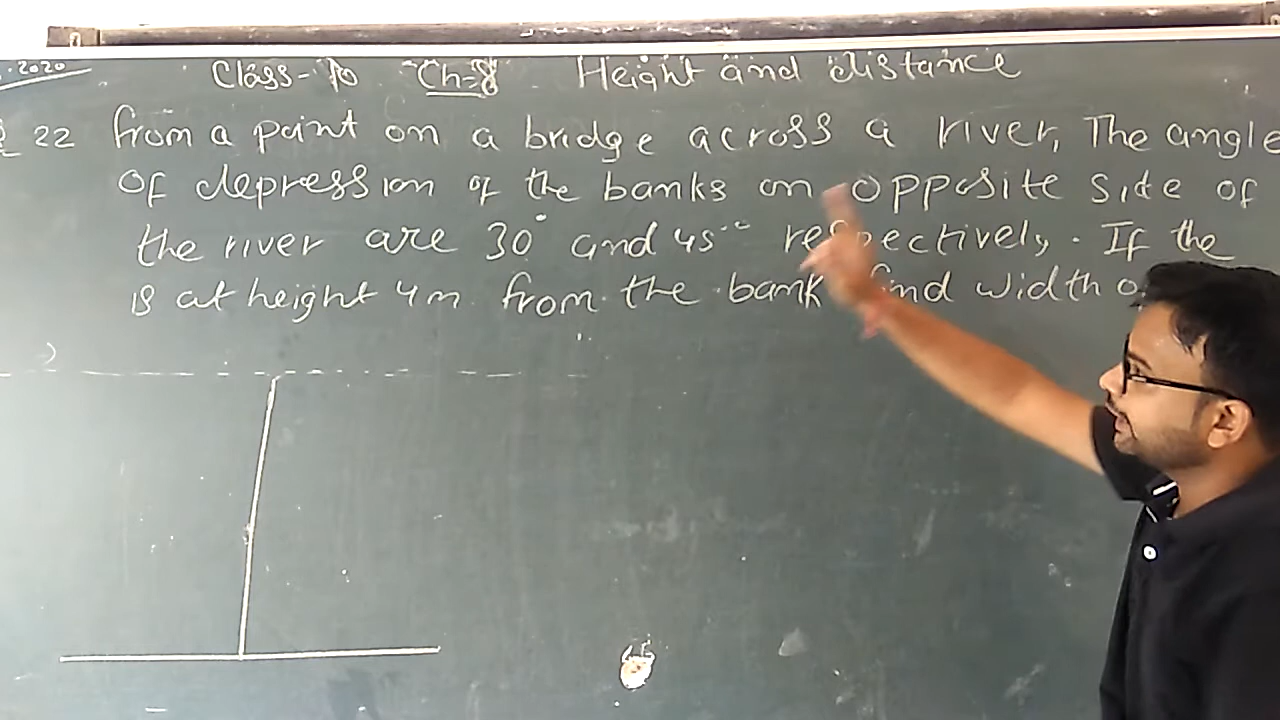 .2020
Class-10 Ch-8 Height and distance
22 from a point on a bridge across a river, The angle
of depression of the banks on opposite side of
the river are 30° and 45° respectively. If the
is at height 4m from the bank find width o